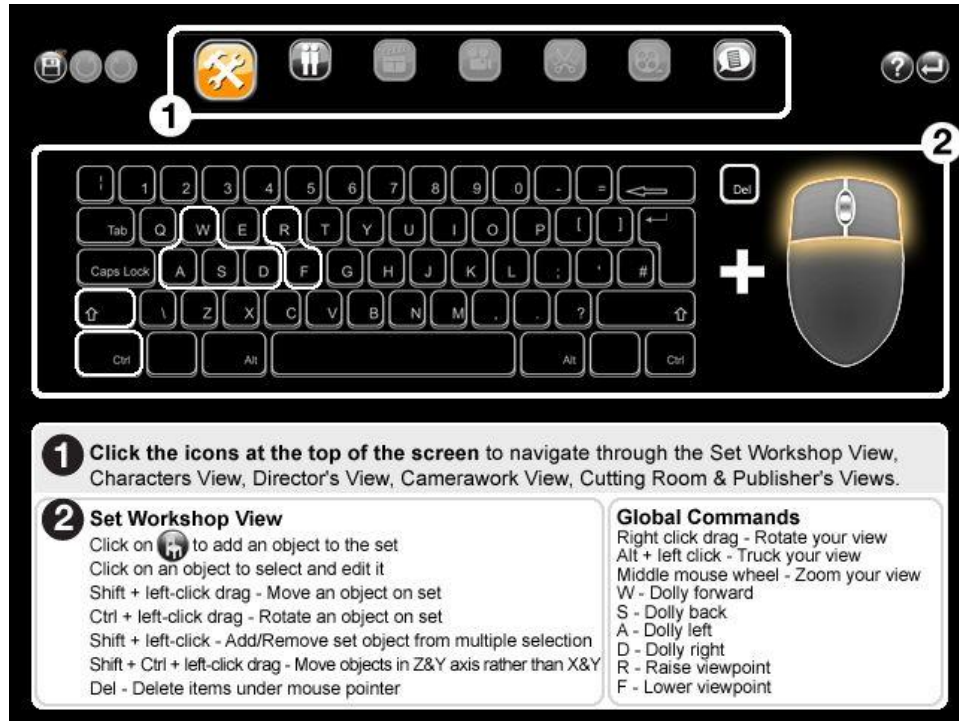 1
2
¦ 1 2 3 4 5 6 7 8 9 0 - = Del
Tab Q W E R T Y U I O P [ ]
Caps Lock A S D F G H J K L ; ' #
\ Z X C V B N M , . ?
Ctrl Alt Alt Ctrl
1 Click the icons at the top of the screen to navigate through the Set Workshop View,
Characters View, Director's View, Camerawork View, Cutting Room & Publisher's Views.
2 Set Workshop View
Click on to add an object to the set
Click on an object to select and edit it
Shift + left-click drag - Move an object on set
Ctrl + left-click drag - Rotate an object on set
Shift + left-click - Add/Remove set object from multiple selection
Shift + Ctrl + left-click drag - Move objects in Z&Y axis rather than X&Y
Del - Delete items under mouse pointer
Global Commands
Right click drag - Rotate your view
Alt + left click - Truck your view
Middle mouse wheel - Zoom your view
W - Dolly forward
S - Dolly back
A - Dolly left
D - Dolly right
R - Raise viewpoint
F - Lower viewpoint